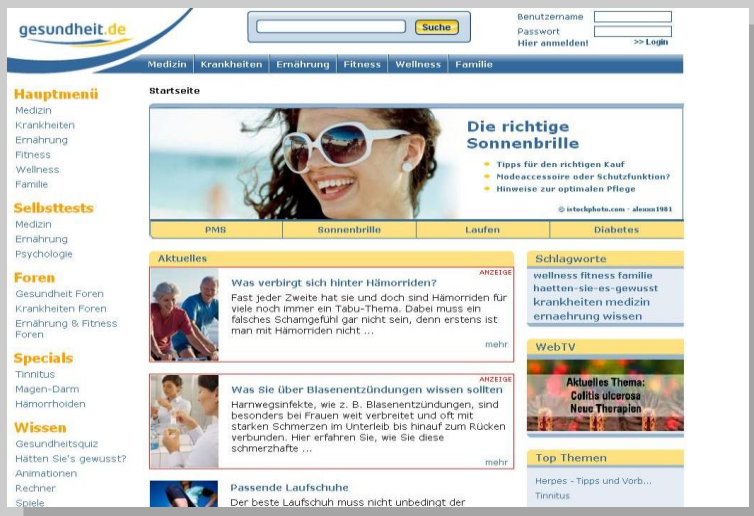 gesundheit.de
Suche
Benutzername
Passwort
Hier anmelden!
>> Login
Medizin
Krankheiten
Ernährung
Fitness
Wellness
Familie
Hauptmenü
Medizin
Krankheiten
Ernährung
Fitness
Wellness
Familie
Selbsttests
Medizin
Ernährung
Psychologie
Foren
Gesundheit Foren
Krankheiten Foren
Ernährung & Fitness
Foren
Specials
Tinnitus
Magen-Darm
Hämorrhoiden
Wissen
Gesundheitsquiz
Hätten Sie's gewusst?
Animationen
Rechner
Spiele
Startseite
Die richtige
Sonnenbrille
Tipps für den richtigen Kauf
Modeaccessoire oder Schutzfunktion?
Hinweise zur optimalen Pflege
© istockphoto.com - alexxx1981
PMS
Sonnenbrille
Laufen
Diabetes
Aktuelles
ANZEIGE
Was verbirgt sich hinter Hämorriden?
Fast jeder Zweite hat sie und doch sind Hämorriden für
viele noch immer ein Tabu-Thema. Dabei muss ein
falsches Schamgefühl gar nicht sein, denn erstens ist
man mit Hämorriden nicht ...
mehr
ANZEIGE
Was Sie über Blasenentzündungen wissen sollten
Harnwegsinfekte, wie z. B. Blasenentzündungen, sind
besonders bei Frauen weit verbreitet und oft mit
starken Schmerzen im Unterleib bis hinauf zum Rücken
verbunden. Hier erfahren Sie, wie Sie diese
schmerzhafte ...
mehr
Passende Laufschuhe
Der beste Laufschuh muss nicht unbedingt der
Schlagworte
wellness fitness familie
haetten-sie-es-gewusst
krankheiten medizin
ernaehrung wissen
WebTV
Aktuelles Thema:
Colitis ulcerosa
Neue Therapien
Top Themen
Herpes - Tipps und Vorb...
Tinnitus